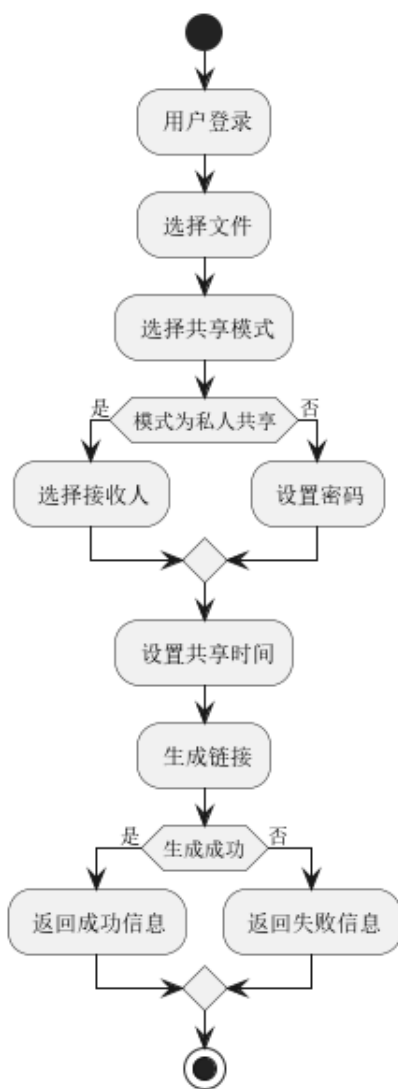 用户登录
选择文件
选择共享模式
是
模式为私人共享
否
选择接收人
设置密码
设置共享时间
生成链接
是
生成成功
否
返回成功信息
返回失败信息